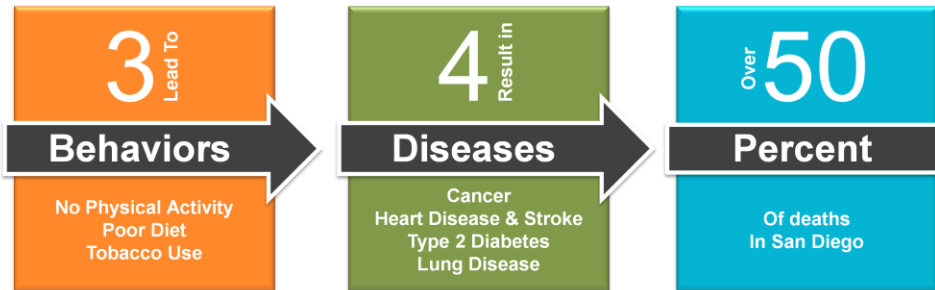 3 Lead To
Behaviors
No Physical Activity
Poor Diet
Tobacco Use
4 Result in
Diseases
Cancer
Heart Disease & Stroke
Type 2 Diabetes
Lung Disease
Over 50
Percent
Of deaths
In San Diego